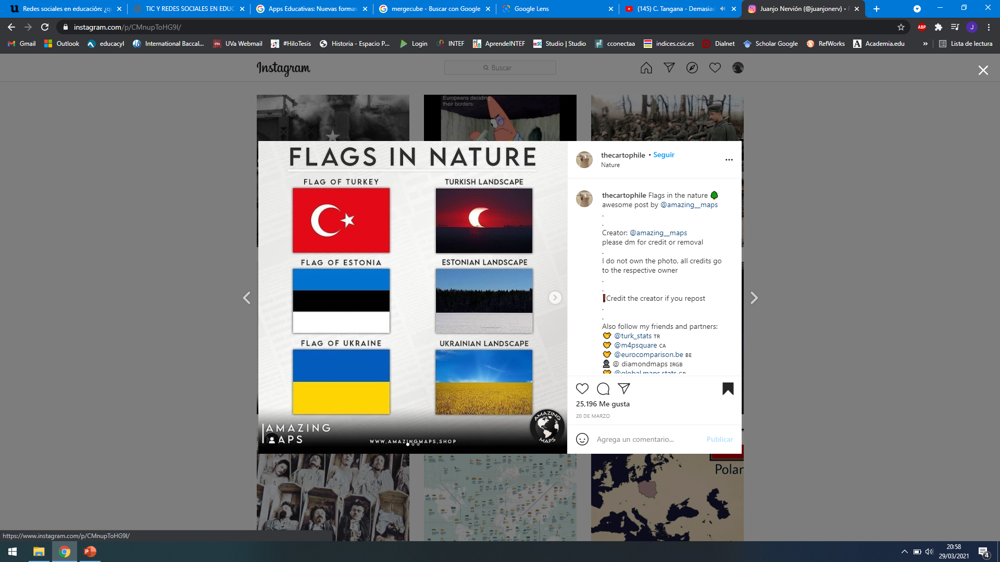 Redes sociales en educación: ¿qu
TIC Y REDES SOCIALES EN EDUC
Apps Educativas: Nuevas formas
mergecube - Buscar con Google
Google Lens
(145) C. Tangana - Demasiad
Juanjo Nervión (@juanjonerv) •
instagram.com/p/CMnupToHG9I/
ABP
J
Gmail
Outlook
educacyl
International Baccal...
UVa Webmail
#HiloTesis
Historia - Espacio P...
Login
INTEF
AprendeINTEF
Studio | Studio
cconectaa
indices.csic.es
Dialnet
Scholar Google
RefWorks
Academia.edu
»
Lista de lectura
Instagram
Buscar
Europeans deciding
their borders:
FLAGS IN NATURE
FLAG OF TURKEY
TURKISH LANDSCAPE
FLAG OF ESTONIA
ESTONIAN LANDSCAPE
FLAG OF UKRAINE
UKRAINIAN LANDSCAPE
AMAZING
MAPS
WWW.AMAZINGMAPS.SHOP
AMAZING
MAPS
thecartophile • Seguir
Nature
thecartophile Flags in the nature 🌳
awesome post by @amazing__maps
.
.
Creator: @amazing__maps
please dm for credit or removal
.
I do not own the photo, all credits go
to the respective owner
.
.
❗Credit the creator if you repost
.
.
Also follow my friends and partners:
@turk_stats TR
@m4psquare CA
@eurocomparison.be BE
@ diamondmaps IRGB
@global.maps.stats GB
25,196 Me gusta
20 DE MARZO
Agrega un comentario...
Publicar
Polan
https://www.instagram.com/p/CMnupToHG9I/
20:58
29/03/2021
4